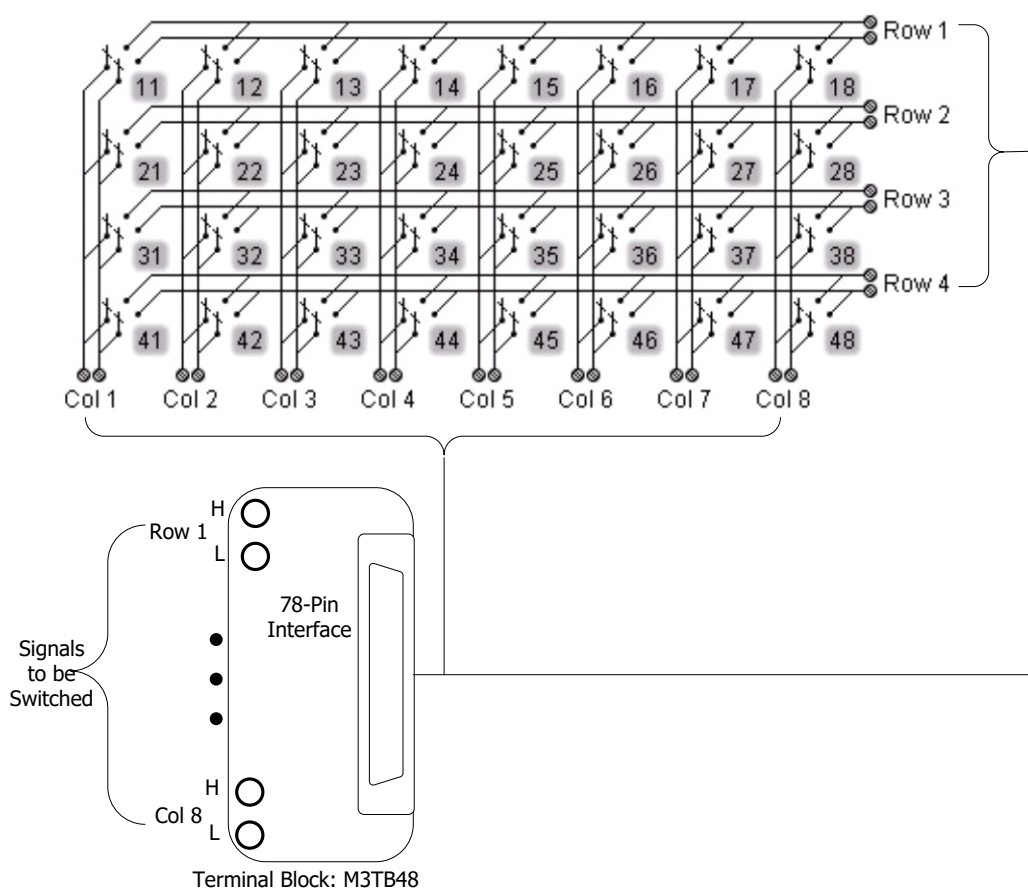 Row 1
11 12 13 14 15 16 17 18
Row 2
21 22 23 24 25 26 27 28
Row 3
31 32 33 34 35 36 37 38
Row 4
41 42 43 44 45 46 47 48
Col 1 Col 2 Col 3 Col 4 Col 5 Col 6 Col 7 Col 8
H
Row 1
L
78-Pin
Interface
Signals
to be
Switched
H
Col 8
L
Terminal Block: M3TB48